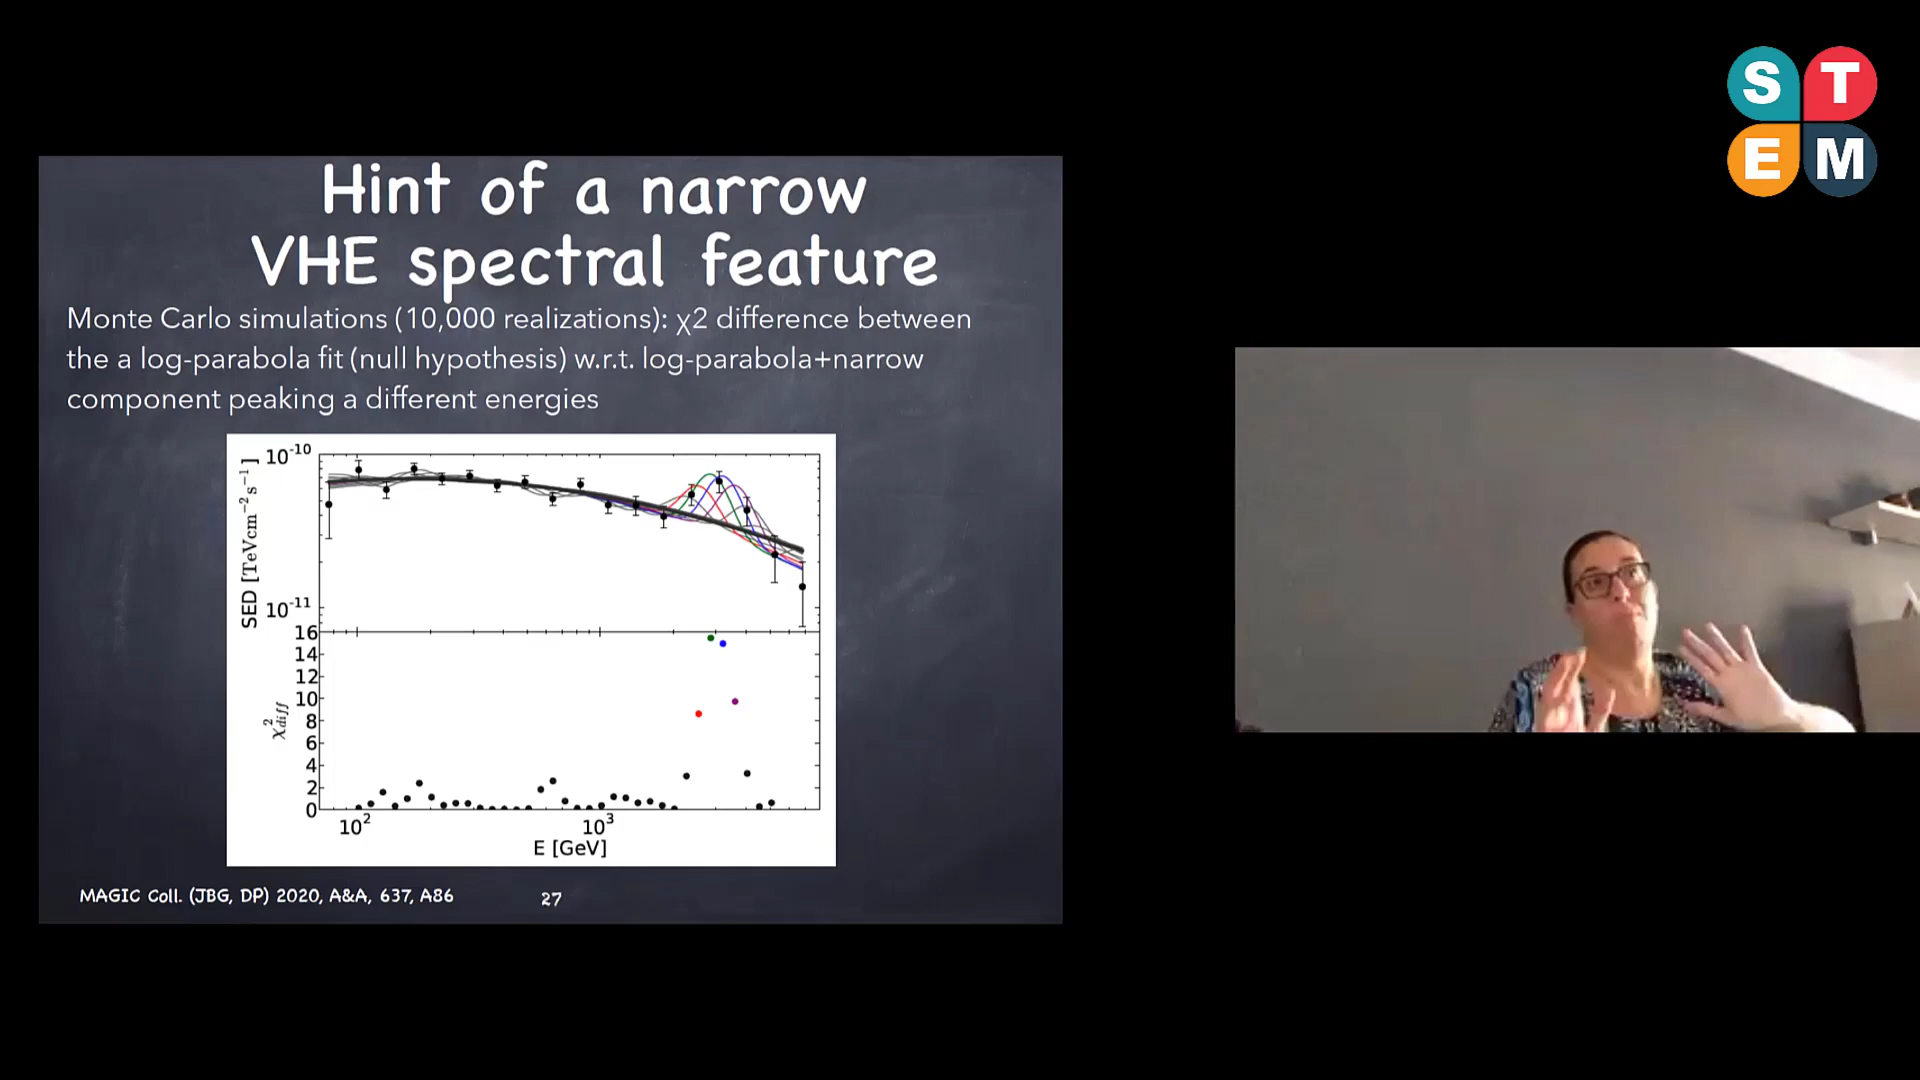 S T
E M
Hint of a narrow
VHE spectral feature
Monte Carlo simulations (10,000 realizations): χ2 difference between
the a log-parabola fit (null hypothesis) w.r.t. log-parabola+narrow
component peaking a different energies
10⁻¹⁰
SED [TeVcm⁻²s⁻¹]
10⁻¹¹
16
14
12
10
8
6
4
2
0
χ²diff
10² 10³
E [GeV]
MAGIC Coll. (JBG, DP) 2020, A&A, 637, A86 27